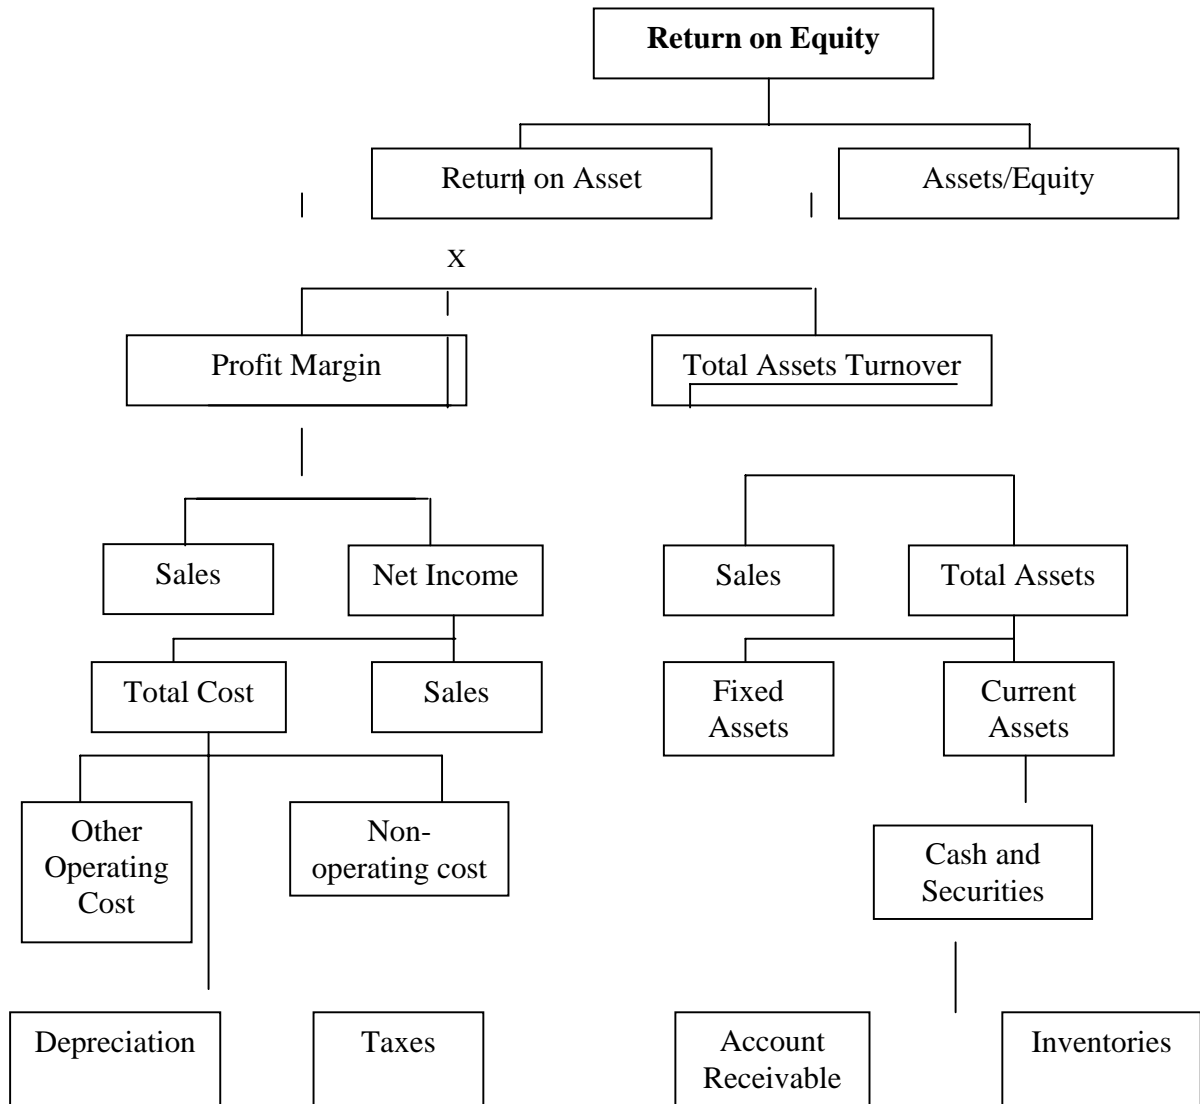 Return on Equity
Return on Asset
Assets/Equity
X
Profit Margin
Total Assets Turnover
Sales
Net Income
Sales
Total Assets
Total Cost
Sales
Fixed
Assets
Current
Assets
Other
Operating
Cost
Non-
operating cost
Cash and
Securities
Depreciation
Taxes
Account
Receivable
Inventories